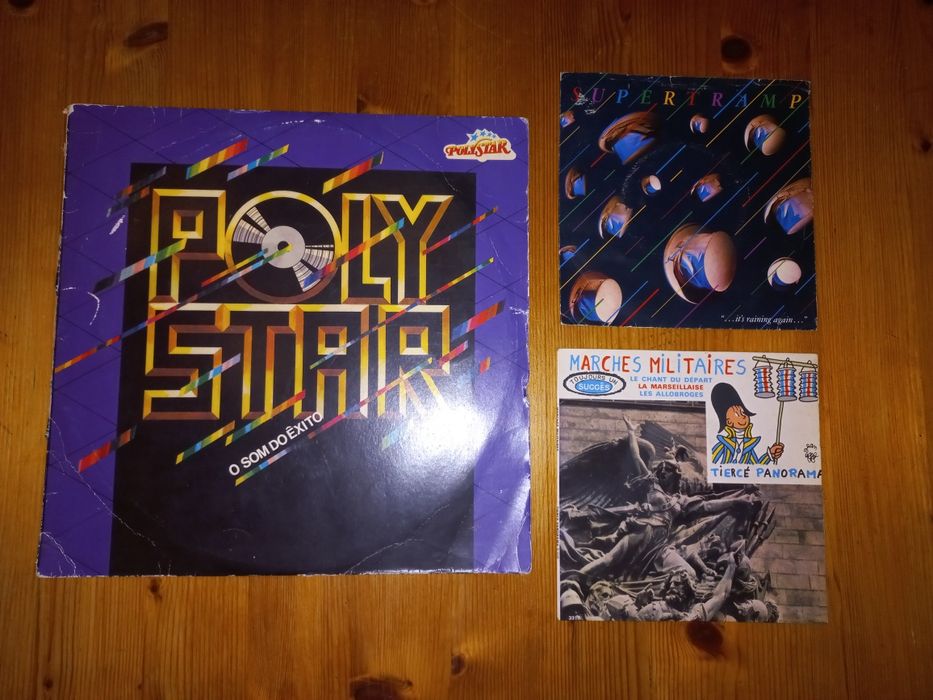 POLYSTAR
POLY
STAR
O SOM DO ÊXITO
SUPERTRAMP
"...it's raining again..."
MARCHES MILITAIRES
TOUJOURS UN
SUCCÈS
LE CHANT DU DÉPART
LA MARSEILLAISE
LES ALLOBROGES
TIERCÉ PANORAMA